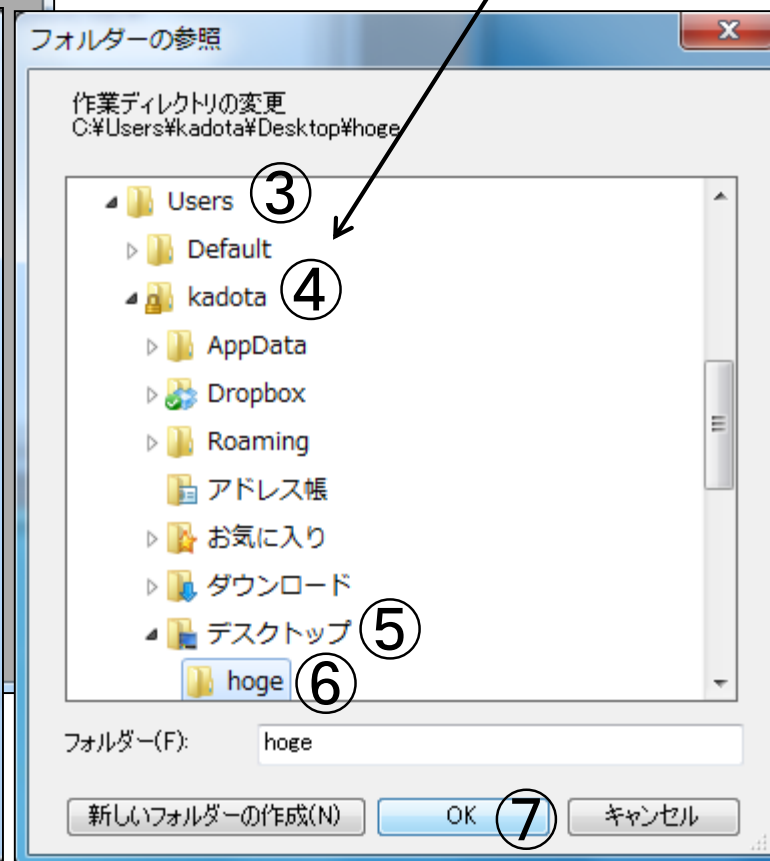 フォルダーの参照
作業ディレクトリの変更
C:¥Users¥kadota¥Desktop¥hoge
Users ③
Default
kadota ④
AppData
Dropbox
Roaming
アドレス帳
お気に入り
ダウンロード
デスクトップ ⑤
hoge ⑥
フォルダー(F): hoge
新しいフォルダーの作成(N) OK ⑦ キャンセル